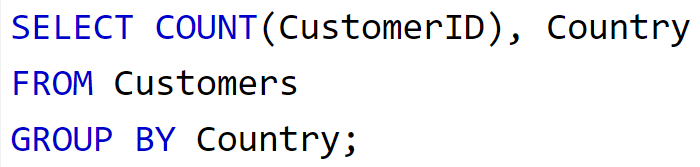 SELECT COUNT(CustomerID), Country
FROM Customers
GROUP BY Country;